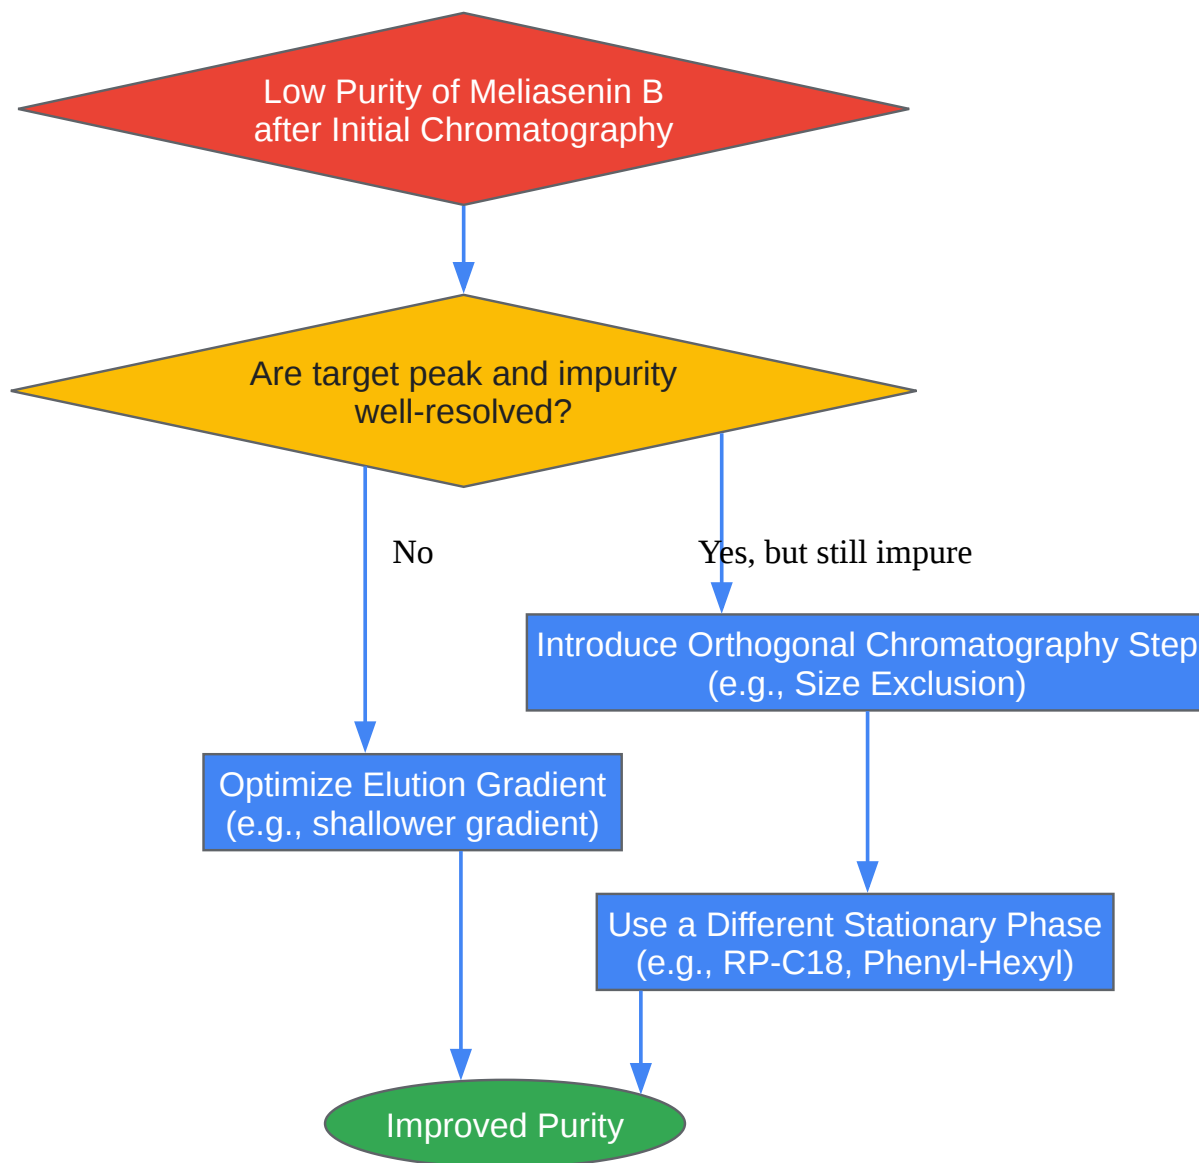 Low Purity of Meliasenin B
after Initial Chromatography
Are target peak and impurity
well-resolved?
No
Yes, but still impure
Introduce Orthogonal Chromatography Step
(e.g., Size Exclusion)
Optimize Elution Gradient
(e.g., shallower gradient)
Use a Different Stationary Phase
(e.g., RP-C18, Phenyl-Hexyl)
Improved Purity